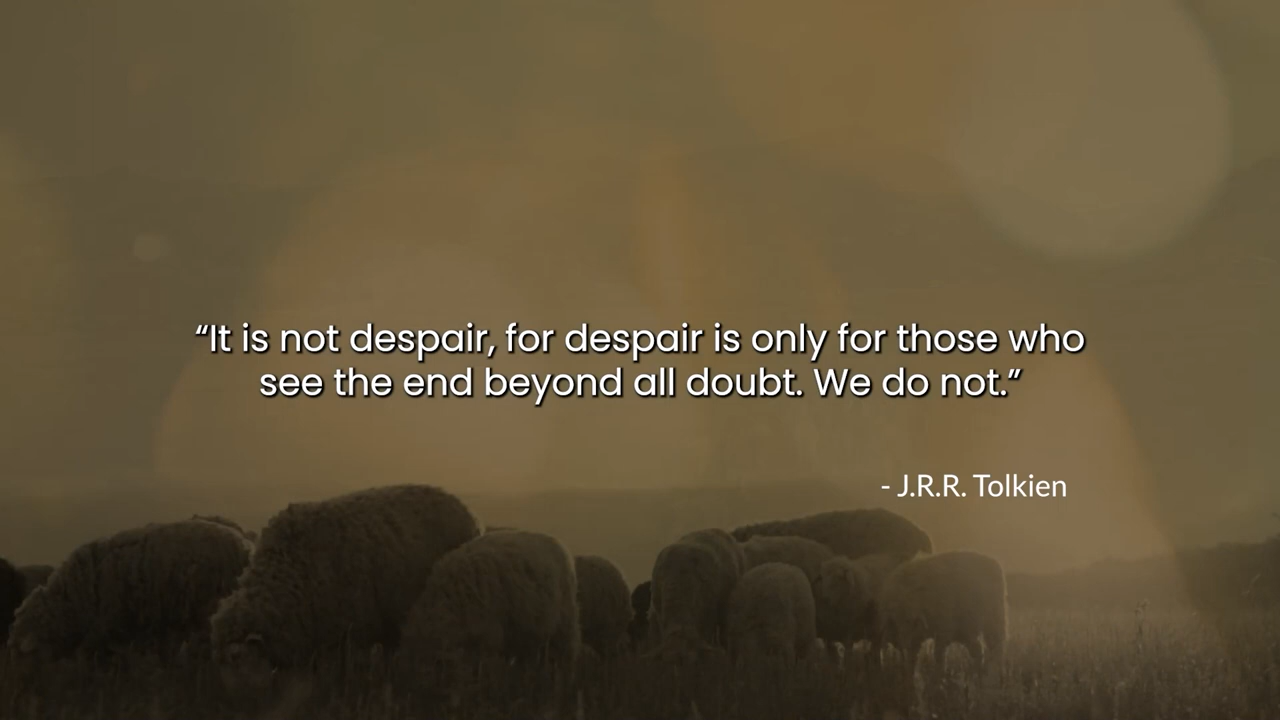 “It is not despair, for despair is only for those who
see the end beyond all doubt. We do not.”
- J.R.R. Tolkien